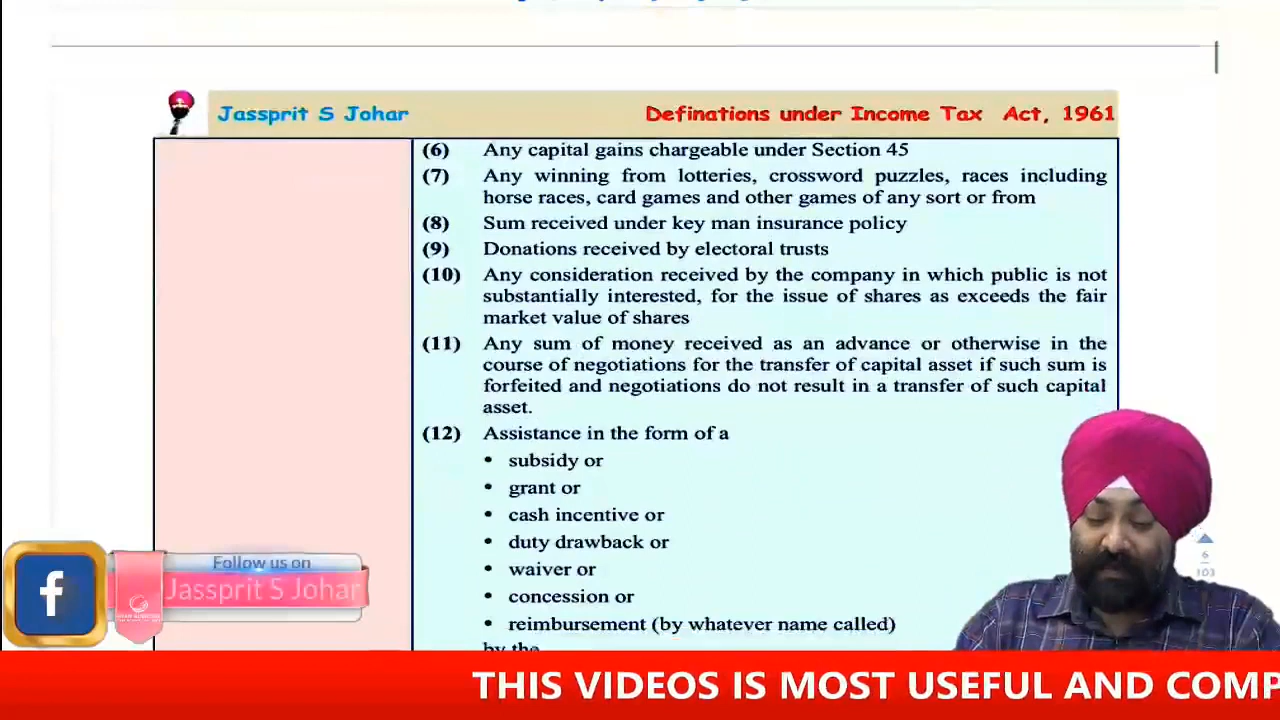 Jassprit S Johar Definations under Income Tax Act, 1961
(6) Any capital gains chargeable under Section 45
(7) Any winning from lotteries, crossword puzzles, races including
horse races, card games and other games of any sort or from
(8) Sum received under key man insurance policy
(9) Donations received by electoral trusts
(10) Any consideration received by the company in which public is not
substantially interested, for the issue of shares as exceeds the fair
market value of shares
(11) Any sum of money received as an advance or otherwise in the
course of negotiations for the transfer of capital asset if such sum is
forfeited and negotiations do not result in a transfer of such capital
asset.
(12) Assistance in the form of a
• subsidy or
• grant or
• cash incentive or
• duty drawback or
• waiver or
• concession or
• reimbursement (by whatever name called)
by the
6
103
f
Follow us on
Jassprit S Johar
THIS VIDEOS IS MOST USEFUL AND COMP